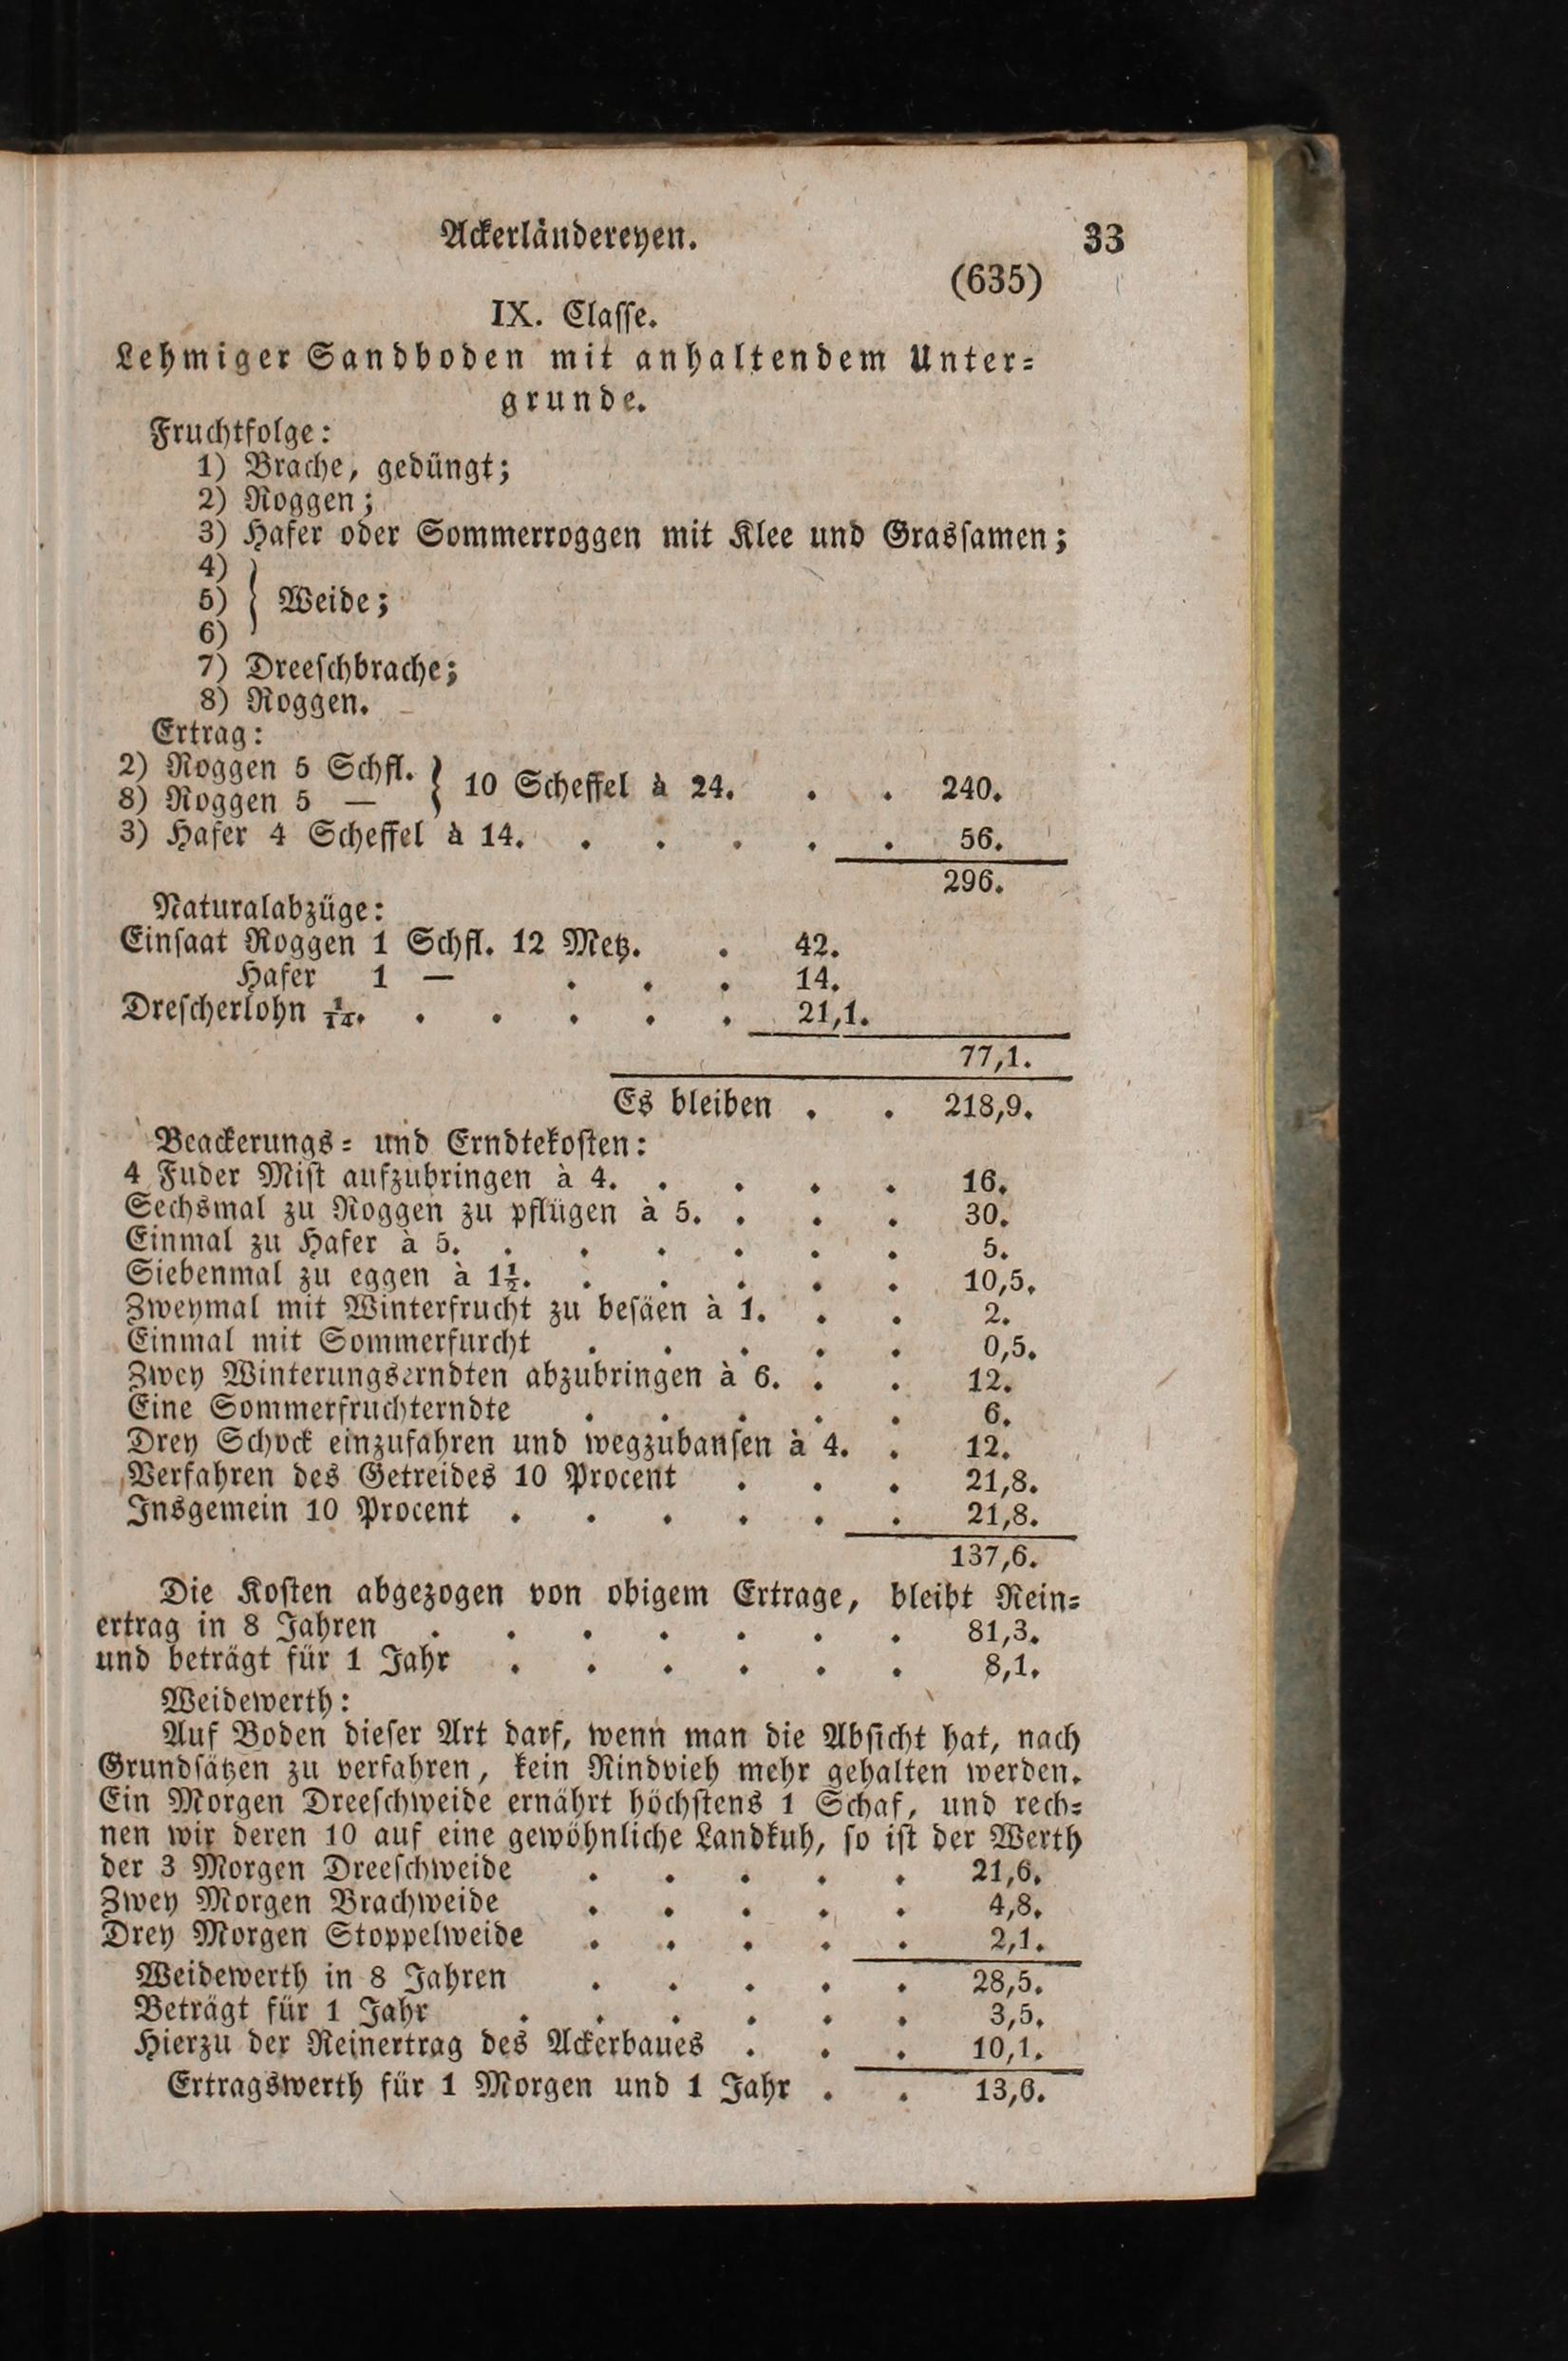 Ackerländereyen. 33
(635)
IX. Classe.
Lehmiger Sandboden mit anhaltendem Unter=
grunde.
Fruchtfolge:
1) Brache, gedüngt;
2) Roggen;
3) Hafer oder Sommerroggen mit Klee und Grassamen;
4)
5) } Weide;
6)
7) Dreeschbrache;
8) Roggen.
Ertrag:
2) Roggen 5 Schfl. } 10 Scheffel à 24. . . 240.
8) Roggen 5 —
3) Hafer 4 Scheffel à 14. . . . . . 56.
296.
Naturalabzüge:
Einsaat Roggen 1 Schfl. 12 Metz. . 42.
Hafer 1 — . . . 14.
Drescherlohn 1/14. . . . . . 21,1.
77,1.
Es bleiben . . 218,9.
Beackerungs= und Erndtekosten:
4 Fuder Mist aufzubringen à 4. . . . . 16.
Sechsmal zu Roggen zu pflügen à 5. . . . 30.
Einmal zu Hafer à 5. . . . . . . 5.
Siebenmal zu eggen à 1½. . . . . . 10,5.
Zweymal mit Winterfrucht zu besäen à 1. . . 2.
Einmal mit Sommerfurcht . . . . . 0,5.
Zwey Winterungserndten abzubringen à 6. . . 12.
Eine Sommerfruchterndte . . . . . 6.
Drey Schock einzufahren und wegzubansen à 4. . 12.
Verfahren des Getreides 10 Procent . . . 21,8.
Insgemein 10 Procent . . . . . . 21,8.
137,6.
Die Kosten abgezogen von obigem Ertrage, bleibt Rein=
ertrag in 8 Jahren . . . . . . . 81,3.
und beträgt für 1 Jahr . . . . . . 8,1.
Weidewerth:
Auf Boden dieser Art darf, wenn man die Absicht hat, nach
Grundsätzen zu verfahren, kein Rindvieh mehr gehalten werden.
Ein Morgen Dreeschweide ernährt höchstens 1 Schaf, und rech=
nen wir deren 10 auf eine gewöhnliche Landkuh, so ist der Werth
der 3 Morgen Dreeschweide . . . . . 21,6.
Zwey Morgen Brachweide . . . . . 4,8.
Drey Morgen Stoppelweide . . . . . 2,1.
Weidewerth in 8 Jahren . . . . . 28,5.
Beträgt für 1 Jahr . . . . . . 3,5.
Hierzu der Reinertrag des Ackerbaues . . . 10,1.
Ertragswerth für 1 Morgen und 1 Jahr . . 13,6.